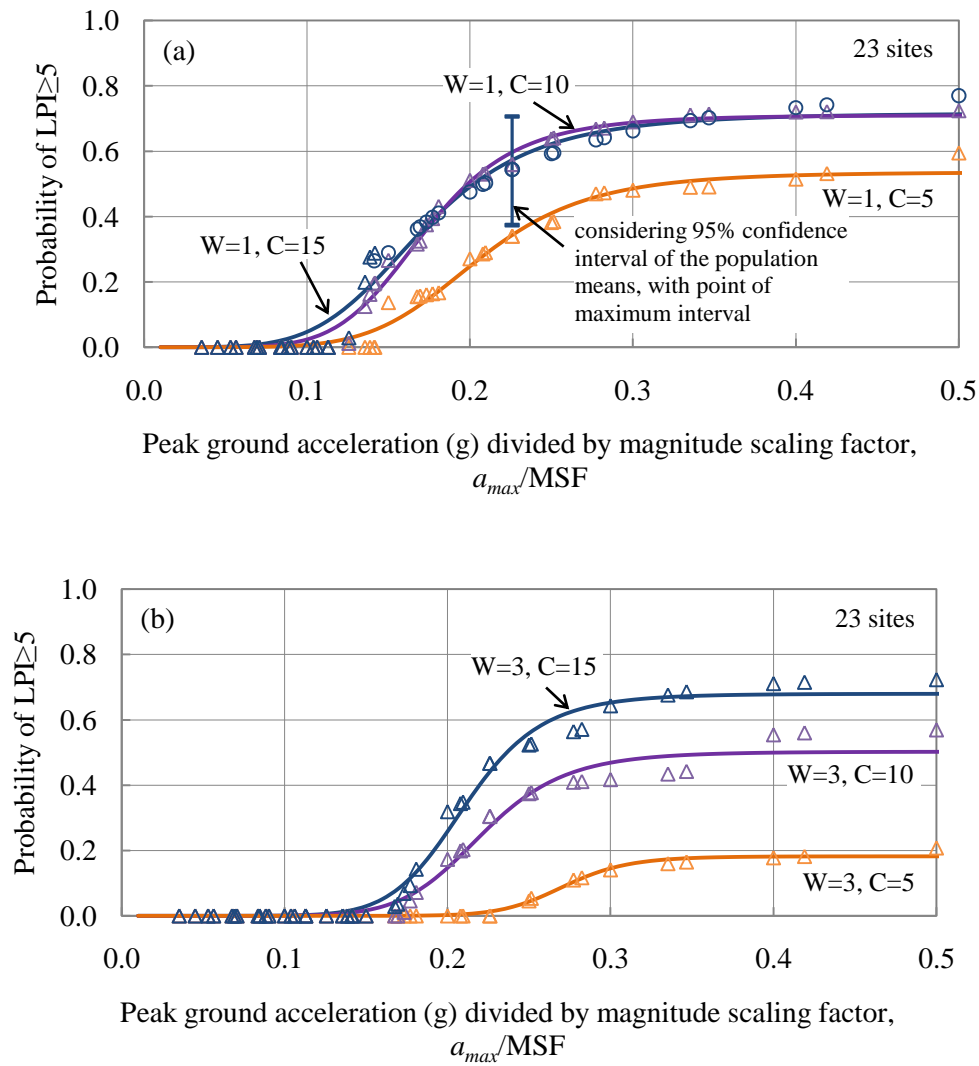 (a)
23 sites
W=1, C=10
W=1, C=15
W=1, C=5
considering 95% confidence
interval of the population
means, with point of
maximum interval
Probability of LPI≥5
1.0
0.8
0.6
0.4
0.2
0.0
0.0 0.1 0.2 0.3 0.4 0.5
Peak ground acceleration (g) divided by magnitude scaling factor,
amax/MSF
(b)
23 sites
W=3, C=15
W=3, C=10
W=3, C=5
Probability of LPI≥5
1.0
0.8
0.6
0.4
0.2
0.0
0.0 0.1 0.2 0.3 0.4 0.5
Peak ground acceleration (g) divided by magnitude scaling factor,
amax/MSF